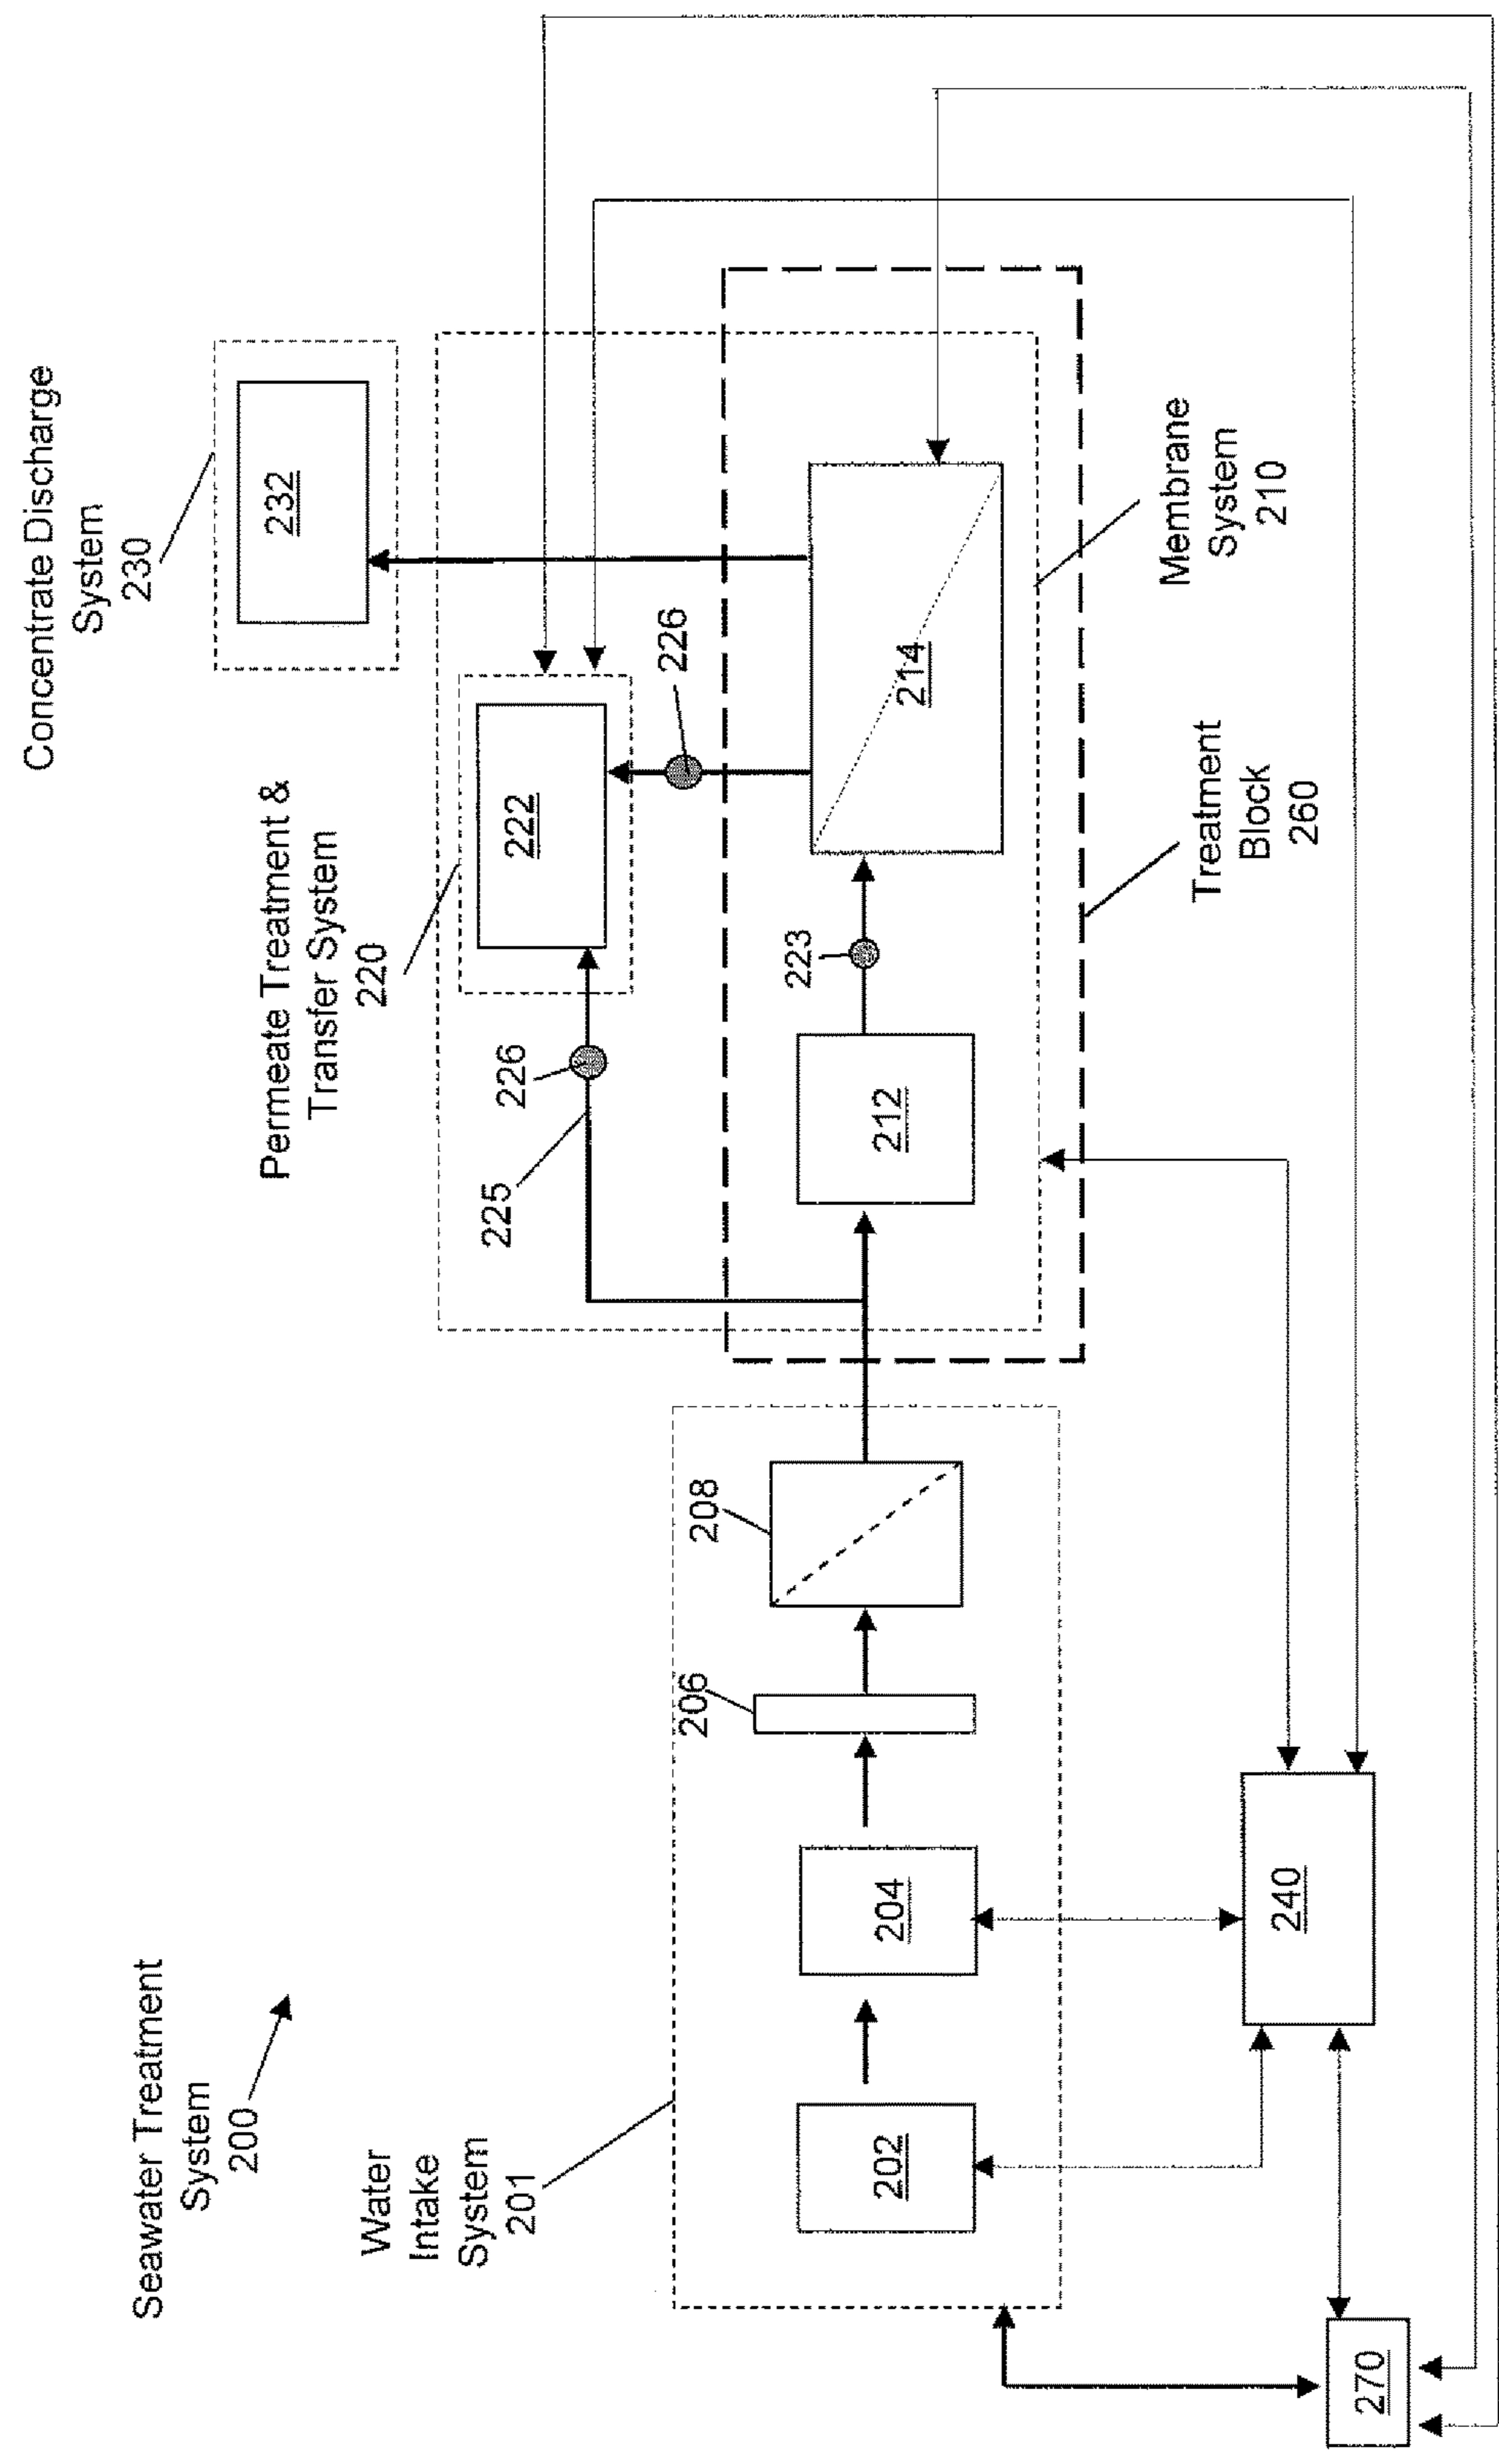 Seawater Treatment
System
200
Water
Intake
System
201
202
204
206
208
Permeate Treatment &
Transfer System
220
225
226
222
226
212
223
214
Concentrate Discharge
System
230
232
Membrane
System
210
Treatment
Block
260
240
270